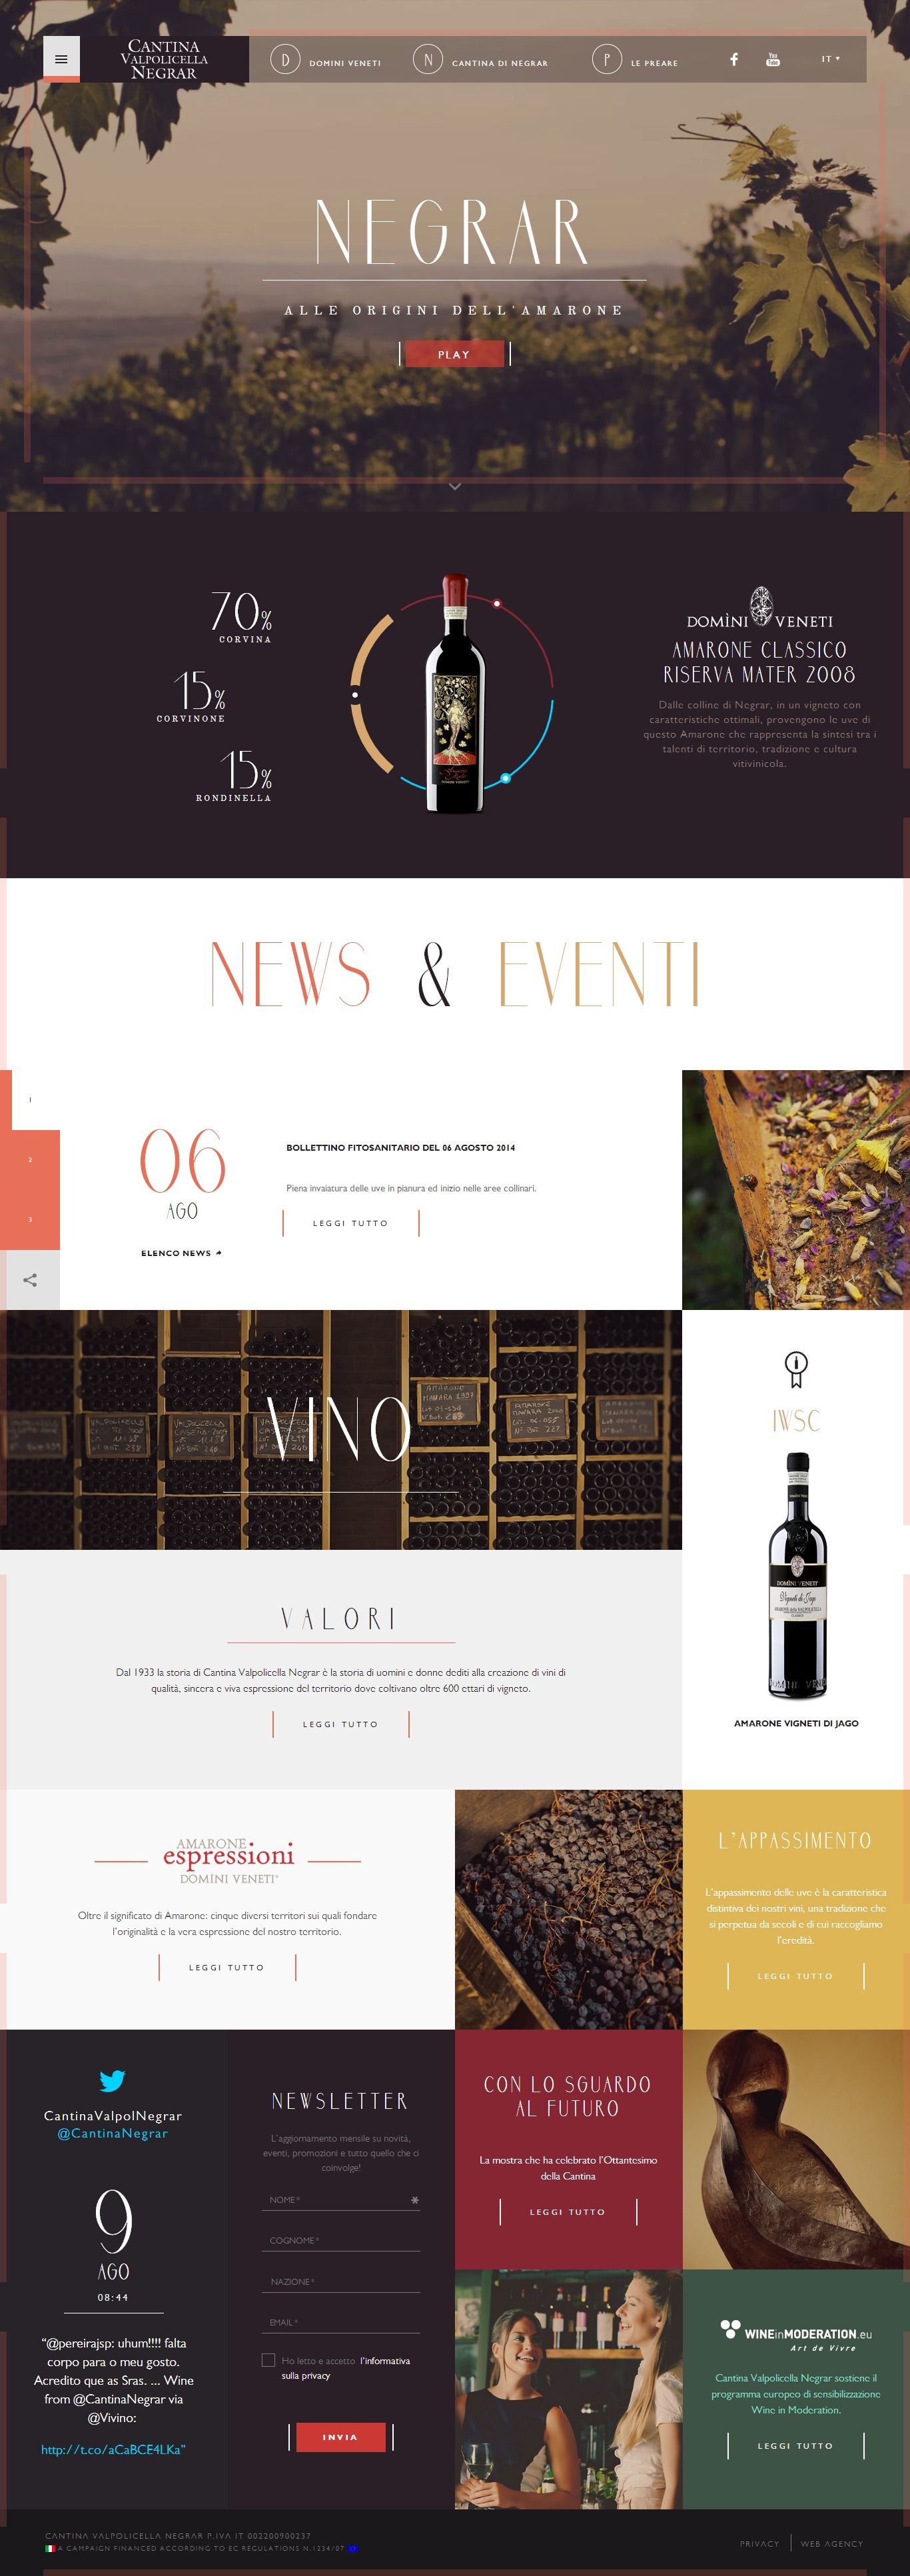 CANTINA
VALPOLICELLA
NEGRAR
D DOMINI VENETI
N CANTINA DI NEGRAR
P LE PREARE
You Tube
IT
NEGRAR
ALLE ORIGINI DELL'AMARONE
PLAY
70%
CORVINA
15%
CORVINONE
15%
RONDINELLA
DOMÌNI VENETI
AMARONE CLASSICO
RISERVA MATER 2008
Dalle colline di Negrar, in un vigneto con
caratteristiche ottimali, provengono le uve di
questo Amarone che rappresenta la sintesi tra i
talenti di territorio, tradizione e cultura
vitivinicola.
NEWS & EVENTI
1
2
3
06
AGO
ELENCO NEWS
BOLLETTINO FITOSANITARIO DEL 06 AGOSTO 2014
Piena invaiatura delle uve in pianura ed inizio nelle aree collinari.
LEGGI TUTTO
VINO
IWSC
DOMÌNI VENETI
Vigneti di Jago
AMARONE VIGNETI DI JAGO
VALORI
Dal 1933 la storia di Cantina Valpolicella Negrar è la storia di uomini e donne dediti alla creazione di vini di
qualità, sincera e viva espressione del territorio dove coltivano oltre 600 ettari di vigneto.
LEGGI TUTTO
AMARONE
espressioni
DOMÌNI VENETI
Oltre il significato di Amarone: cinque diversi territori sui quali fondare
l'originalità e la vera espressione del nostro territorio.
LEGGI TUTTO
L'APPASSIMENTO
L'appassimento delle uve è la caratteristica
distintiva dei nostri vini, una tradizione che
si perpetua da secoli e di cui raccogliamo
l'eredità.
LEGGI TUTTO
CantinaValpolNegrar
@CantinaNegrar
9
AGO
08:44
"@pereirajsp: uhum!!!! falta
corpo para o meu gosto.
Acredito que as Sras. ... Wine
from @CantinaNegrar via
@Vivino:
http://t.co/aCaBCE4LKa"
NEWSLETTER
L'aggiornamento mensile su novità,
eventi, promozioni e tutto quello che ci
coinvolge!
NOME*
COGNOME*
NAZIONE*
EMAIL*
Ho letto e accetto l'informativa
sulla privacy
INVIA
CON LO SGUARDO
AL FUTURO
La mostra che ha celebrato l'Ottantesimo
della Cantina
LEGGI TUTTO
WINEinMODERATION.eu
Art de Vivre
Cantina Valpolicella Negrar sostiene il
programma europeo di sensibilizzazione
Wine in Moderation.
LEGGI TUTTO
CANTINA VALPOLICELLA NEGRAR P.IVA IT 002200900237
A CAMPAIGN FINANCED ACCORDING TO EC REGULATIONS N.1234/07
PRIVACY
WEB AGENCY